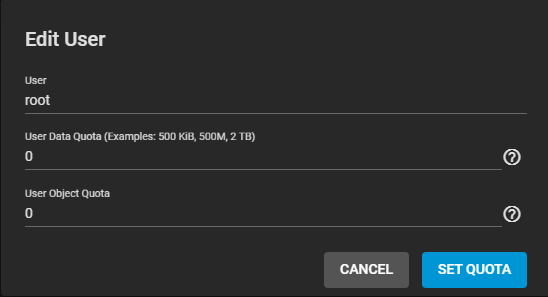 Edit User
User
root
User Data Quota (Examples: 500 KiB, 500M, 2 TB)
0
User Object Quota
0
CANCEL SET QUOTA